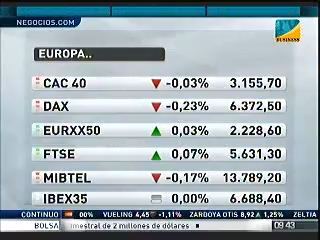 NEGOCIOS.COM
BUSINESS
EUROPA..
CAC 40 -0,03% 3.155,70
DAX -0,23% 6.372,50
EURXX50 0,03% 2.228,60
FTSE 0,07% 5.631,30
MIBTEL -0,17% 13.789,20
IBEX35 0,00% 6.688,40
CONTINUO 00% VUELING 4,45 -1,11% ZARDOYA OTIS 8,92 1,25% ZELTIA
BOLSA mestral de 2 millones de dólares 09:43